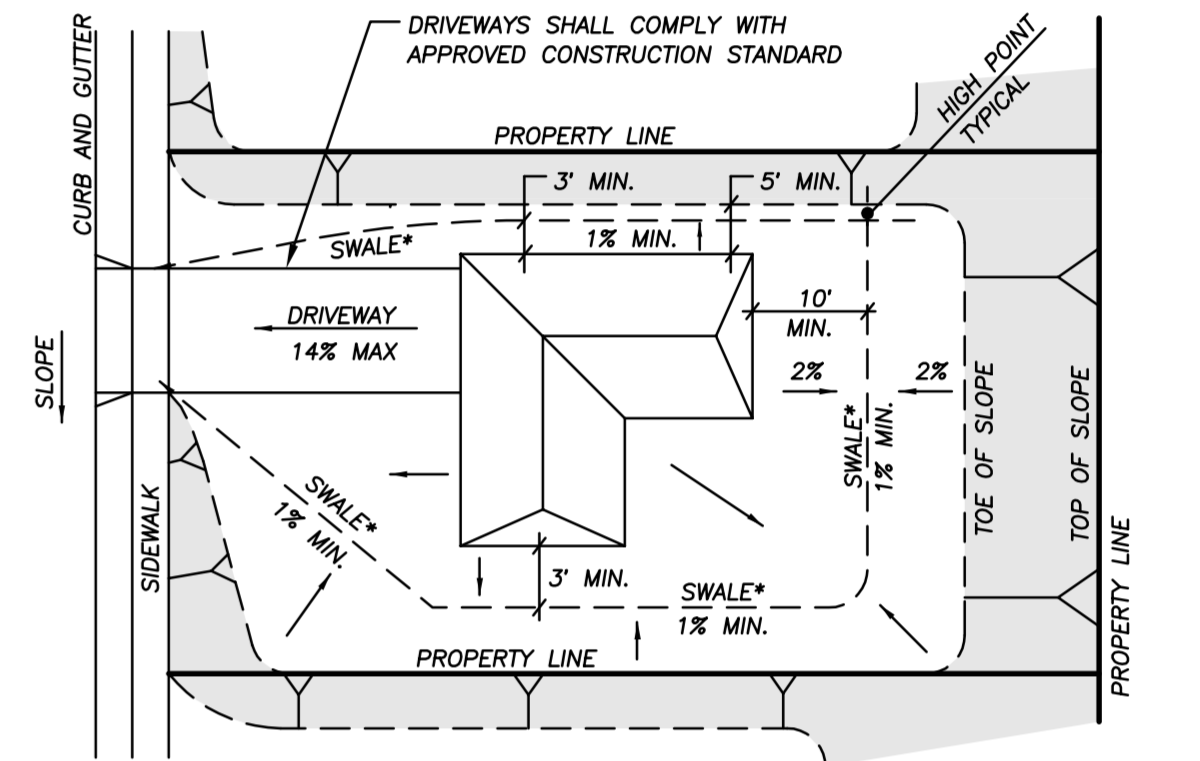 DRIVEWAYS SHALL COMPLY WITH
APPROVED CONSTRUCTION STANDARD
HIGH POINT
TYPICAL
CURB AND GUTTER
PROPERTY LINE
3' MIN.
5' MIN.
SWALE*
1% MIN.
10'
MIN.
DRIVEWAY
14% MAX
SLOPE
2%
2%
SWALE*
1% MIN.
TOE OF SLOPE
TOP OF SLOPE
SWALE*
1% MIN.
SIDEWALK
3' MIN.
SWALE*
1% MIN.
PROPERTY LINE
PROPERTY LINE